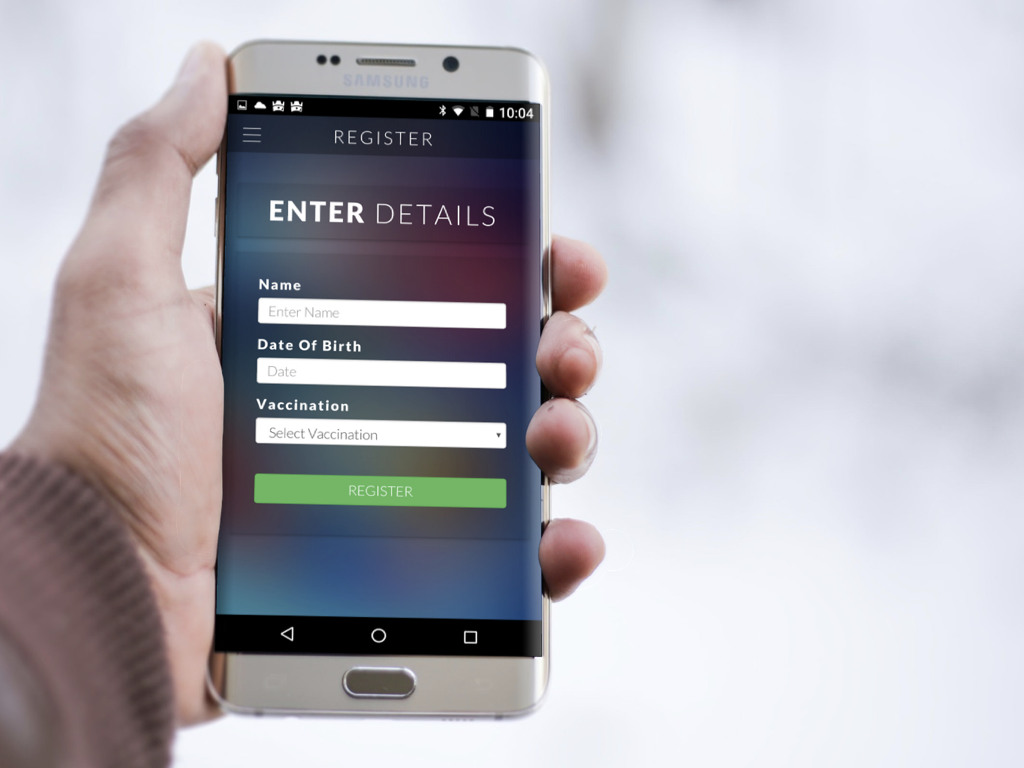 SAMSUNG
10:04
REGISTER
ENTER DETAILS
Name
Enter Name
Date Of Birth
Date
Vaccination
Select Vaccination
REGISTER